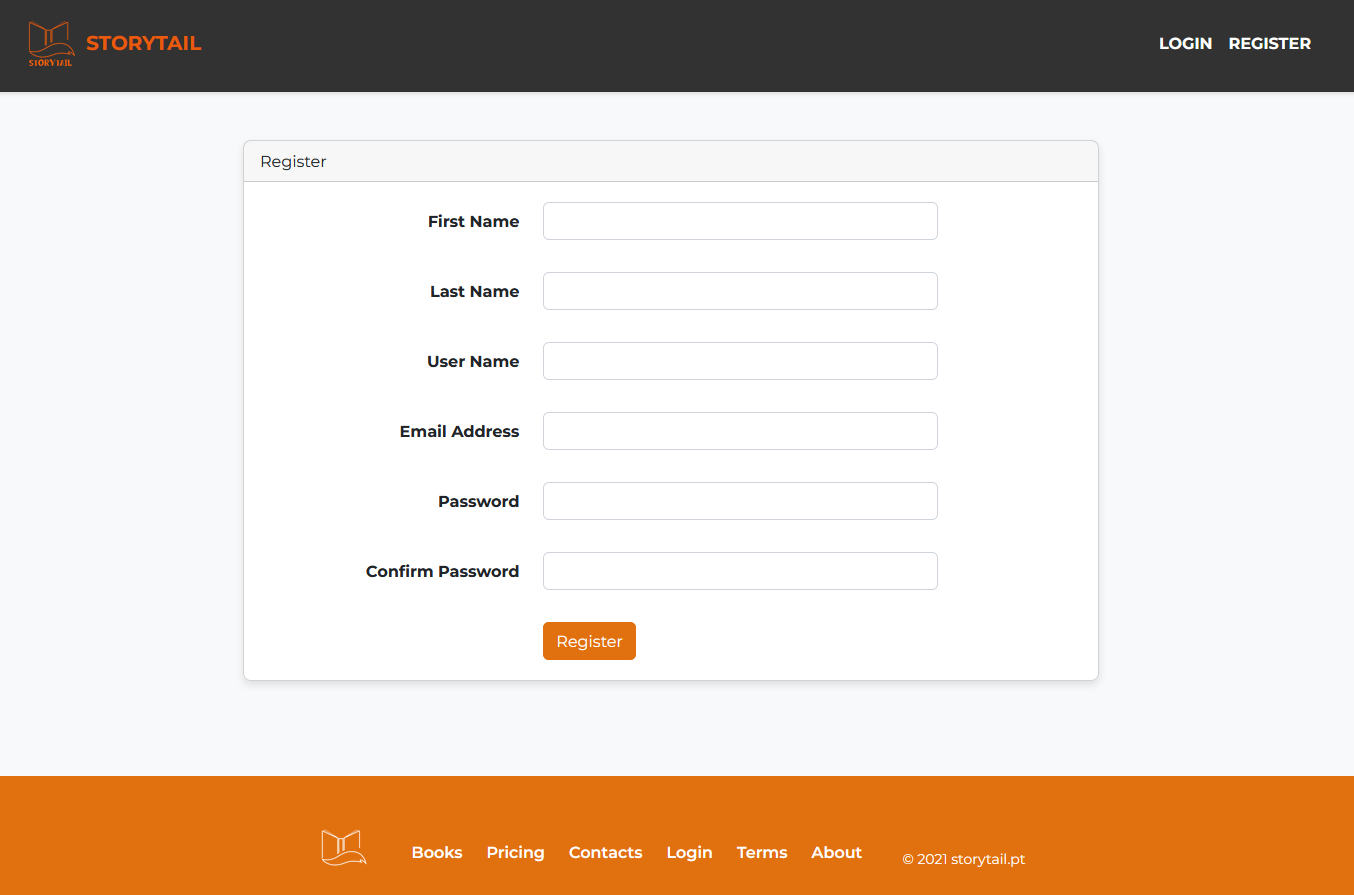 STORYTAIL
STORYTAIL
LOGIN REGISTER
Register
First Name
Last Name
User Name
Email Address
Password
Confirm Password
Register
Books Pricing Contacts Login Terms About © 2021 storytail.pt